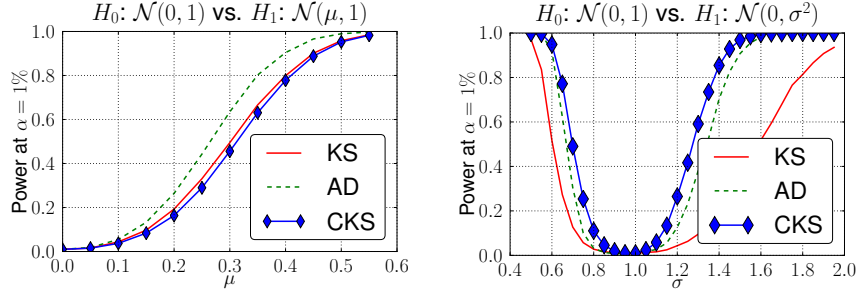 H₀: 𝒩(0, 1) vs. H₁: 𝒩(μ, 1)
Power at α = 1%
1.0
0.8
0.6
0.4
0.2
0.0
KS
AD
CKS
0.0 0.1 0.2 0.3 0.4 0.5 0.6
μ
H₀: 𝒩(0, 1) vs. H₁: 𝒩(0, σ²)
Power at α = 1%
1.0
0.8
0.6
0.4
0.2
0.0
KS
AD
CKS
0.4 0.6 0.8 1.0 1.2 1.4 1.6 1.8 2.0
σ